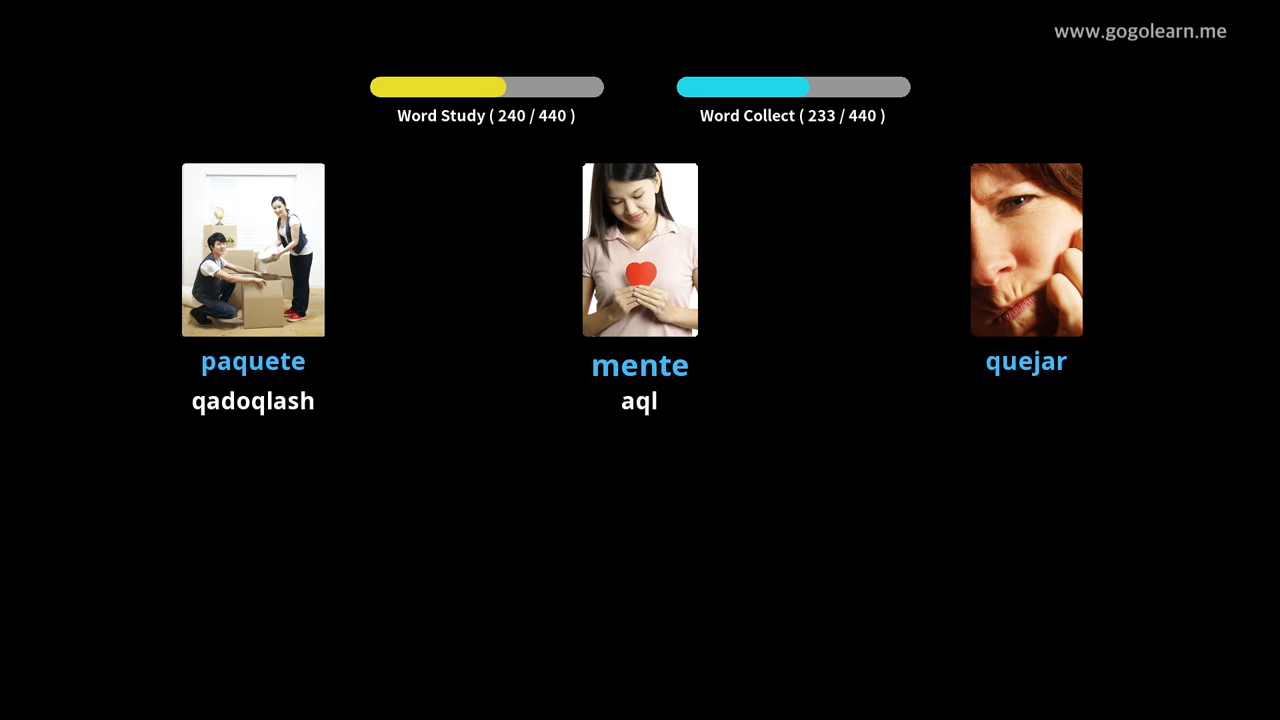 www.gogolearn.me
Word Study ( 240 / 440 )
Word Collect ( 233 / 440 )
paquete
mente
quejar
qadoqlash
aql